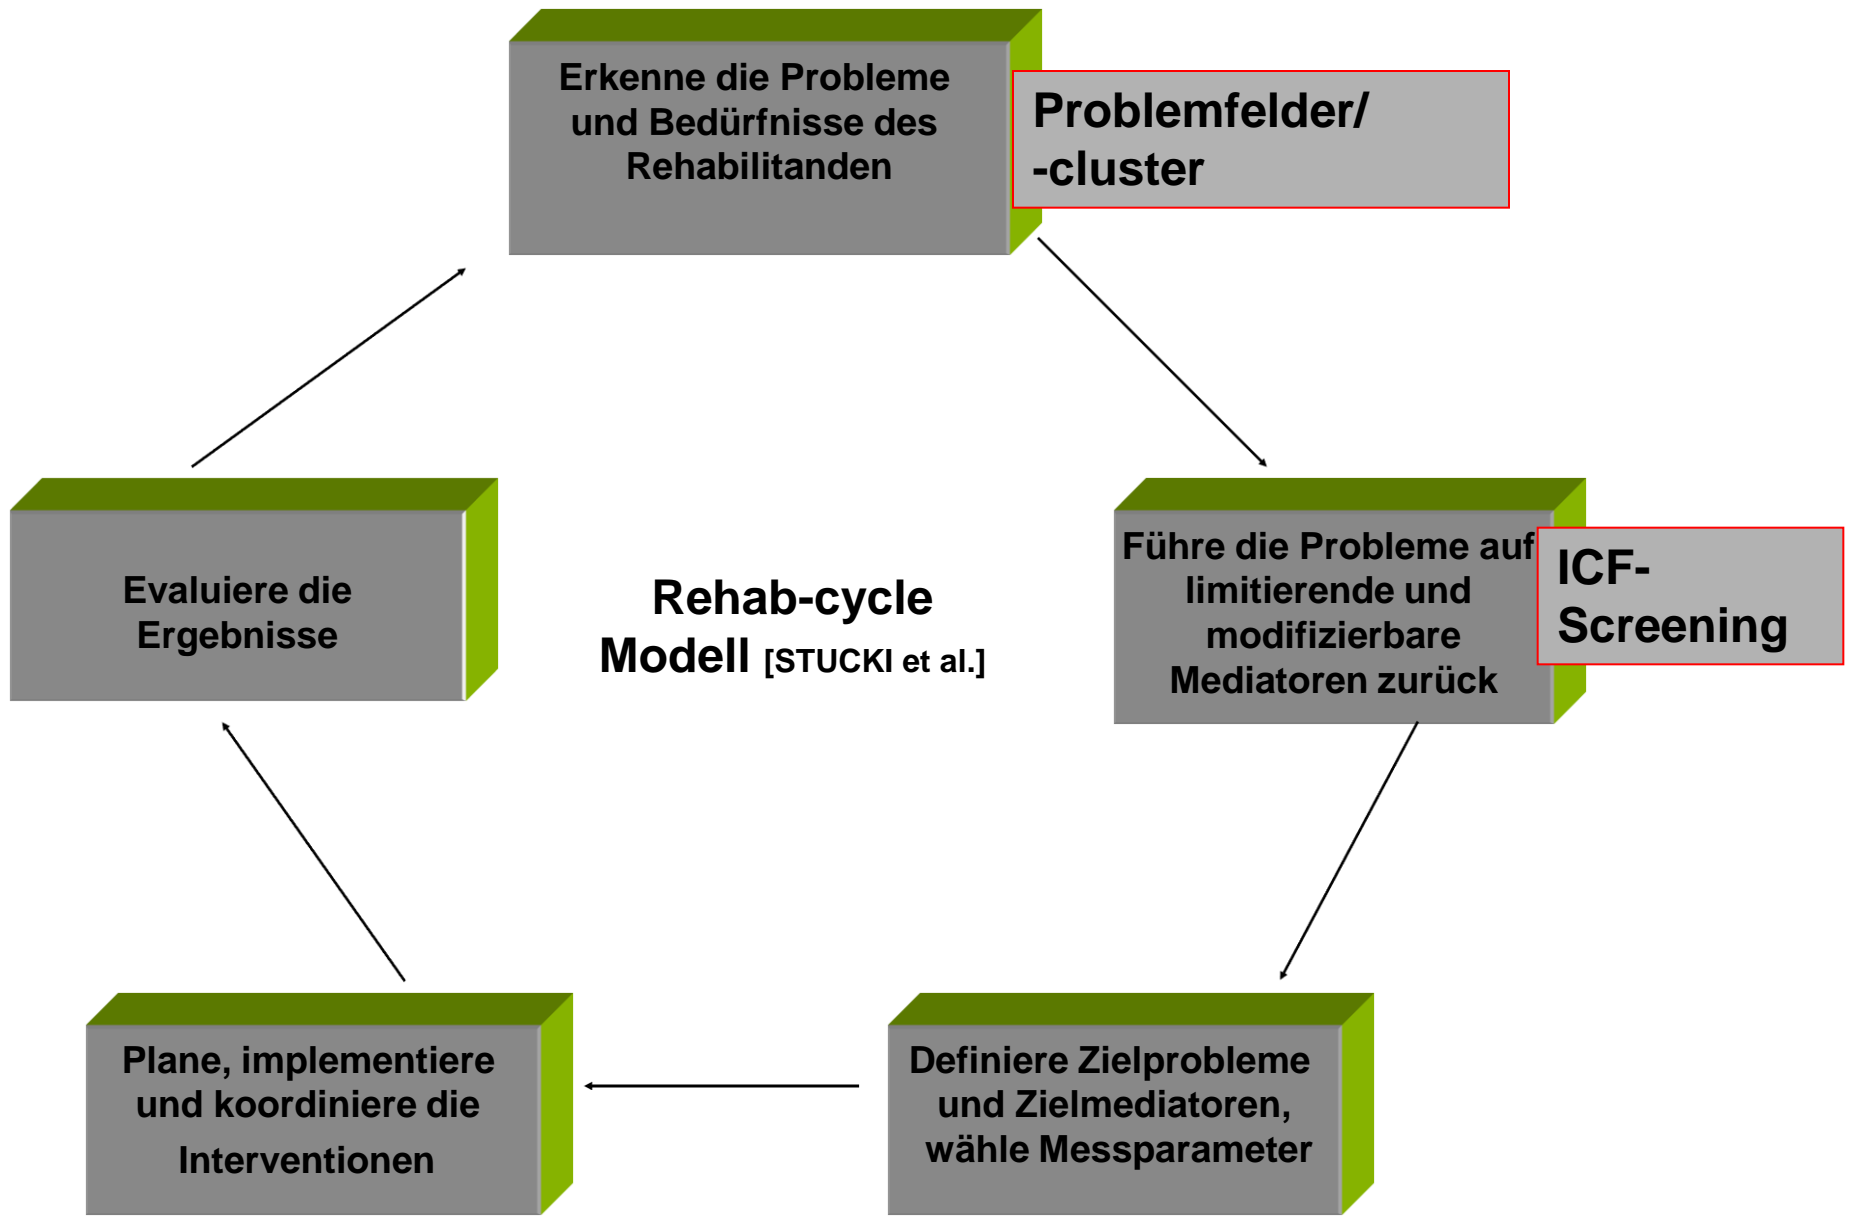 Erkenne die Probleme
und Bedürfnisse des
Rehabilitanden
Problemfelder/
-cluster
Führe die Probleme auf
limitierende und
modifizierbare
Mediatoren zurück
ICF-
Screening
Evaluiere die
Ergebnisse
Rehab-cycle
Modell [STUCKI et al.]
Plane, implementiere
und koordiniere die
Interventionen
Definiere Zielprobleme
und Zielmediatoren,
wähle Messparameter